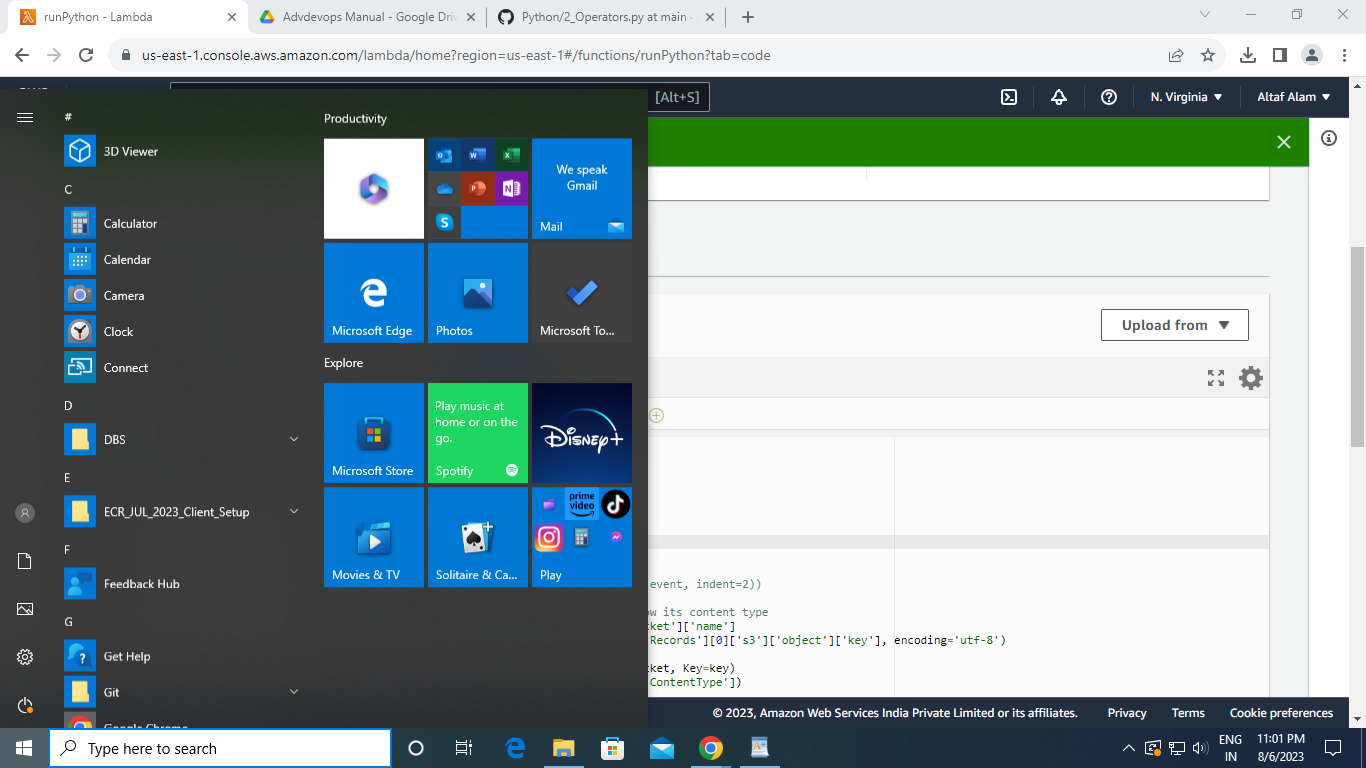 runPython - Lambda
Advdevops Manual - Google Driv
Python/2_Operators.py at main
us-east-1.console.aws.amazon.com/lambda/home?region=us-east-1#/functions/runPython?tab=code
[Alt+S]
N. Virginia
Altaf Alam
#
3D Viewer
C
Calculator
Calendar
Camera
Clock
Connect
D
DBS
E
ECR_JUL_2023_Client_Setup
F
Feedback Hub
G
Get Help
Git
Google Chrome
Productivity
We speak
Gmail
Mail
Microsoft Edge
Photos
Microsoft To...
Explore
Microsoft Store
Play music at
home or on the
go.
Spotify
Disney+
Movies & TV
Solitaire & Ca...
prime
video
Play
Upload from
event, indent=2))
ow its content type
cket']['name']
Records'][0]['s3']['object']['key'], encoding='utf-8')
cket, Key=key)
ContentType'])
© 2023, Amazon Web Services India Private Limited or its affiliates.
Privacy
Terms
Cookie preferences
Type here to search
ENG
IN
11:01 PM
8/6/2023